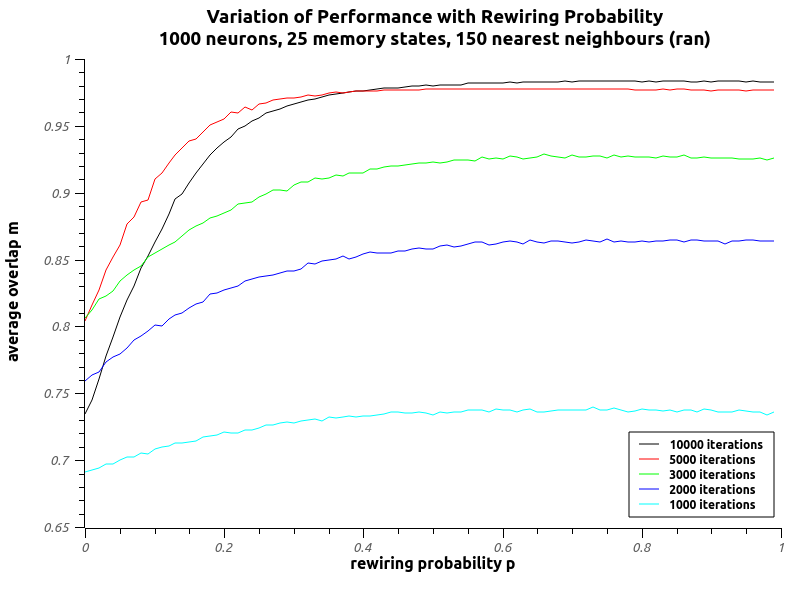 Variation of Performance with Rewiring Probability
1000 neurons, 25 memory states, 150 nearest neighbours (ran)
average overlap m
1
0.95
0.9
0.85
0.8
0.75
0.7
0.65
10000 iterations
5000 iterations
3000 iterations
2000 iterations
1000 iterations
0 0.2 0.4 0.6 0.8 1
rewiring probability p